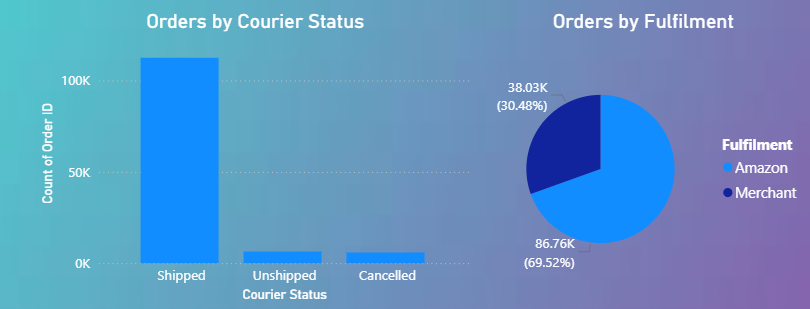 Orders by Courier Status
Count of Order ID
100K
50K
0K
Shipped
Unshipped
Cancelled
Courier Status
Orders by Fulfilment
38.03K
(30.48%)
86.76K
(69.52%)
Fulfilment
Amazon
Merchant